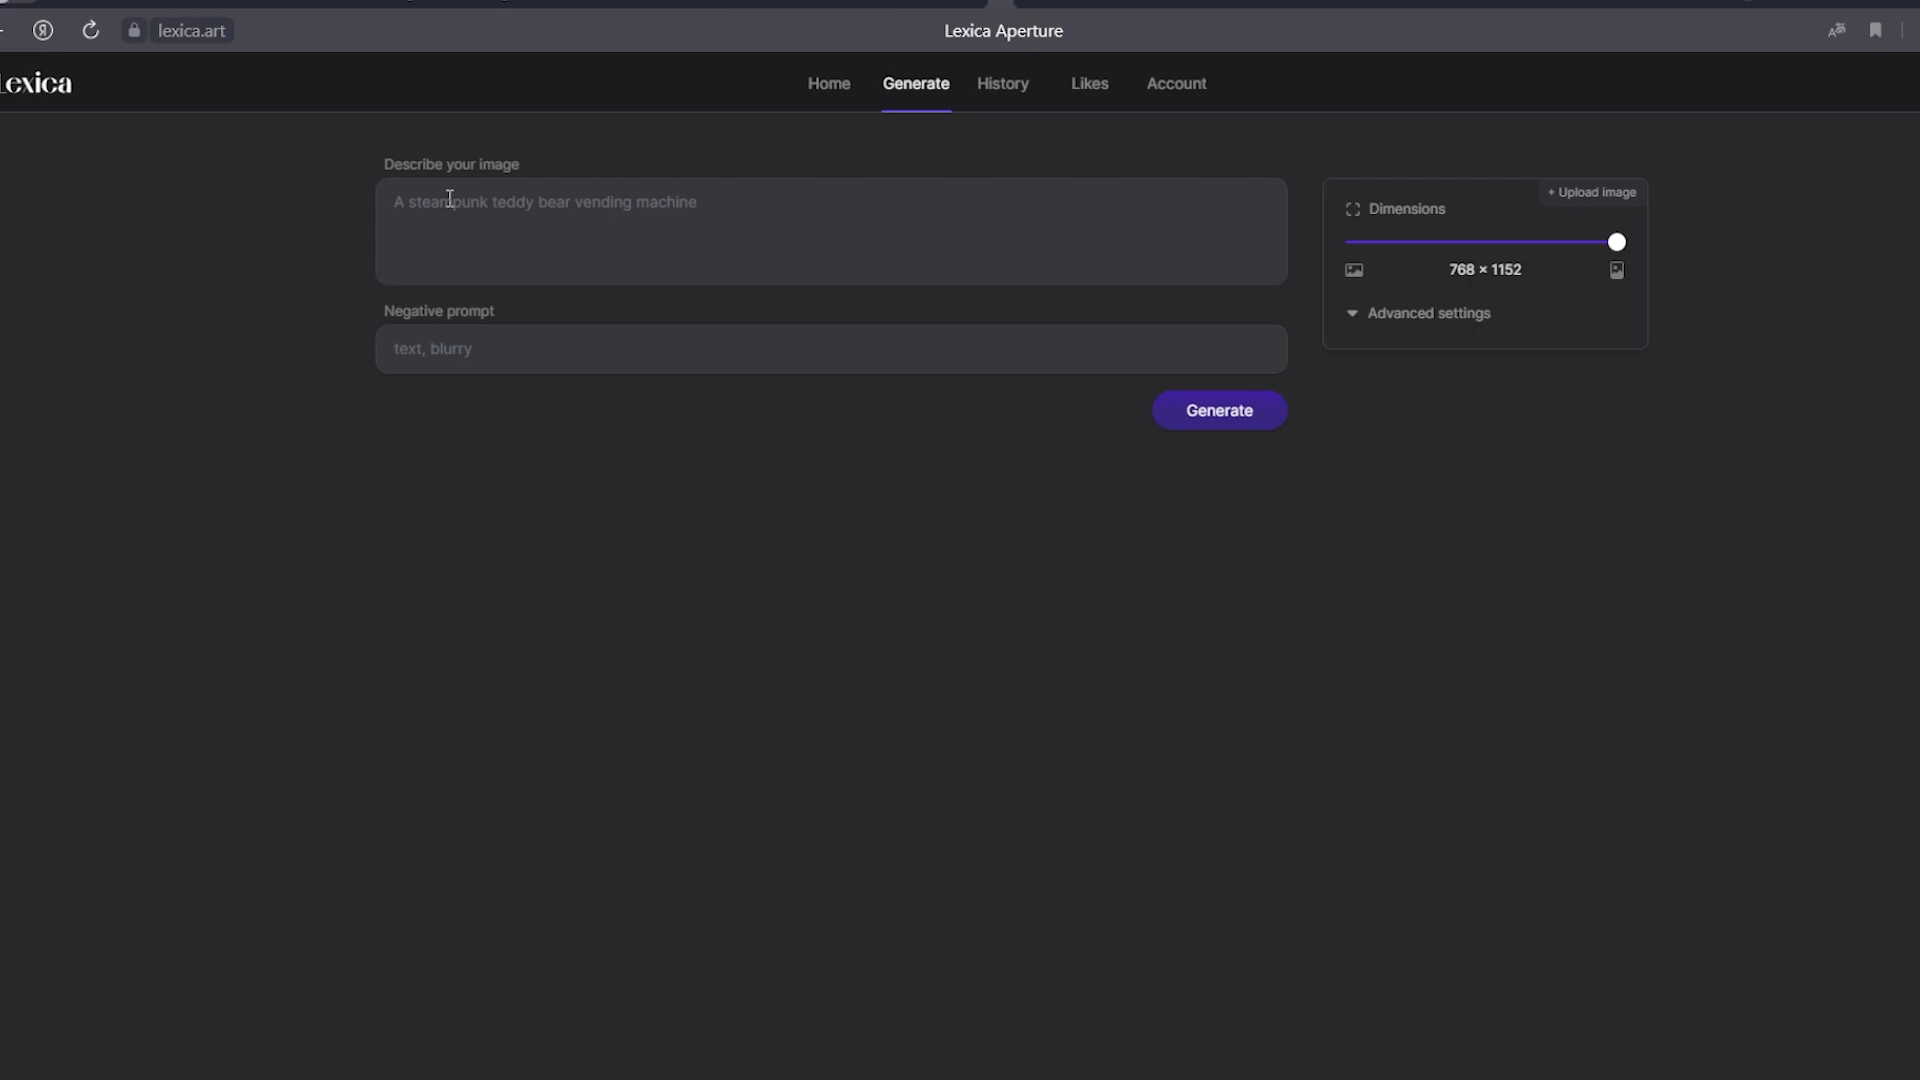 lexica.art
Lexica Aperture
Lexica
Home
Generate
History
Likes
Account
Describe your image
A steampunk teddy bear vending machine
+ Upload image
Dimensions
768 × 1152
Advanced settings
Negative prompt
text, blurry
Generate